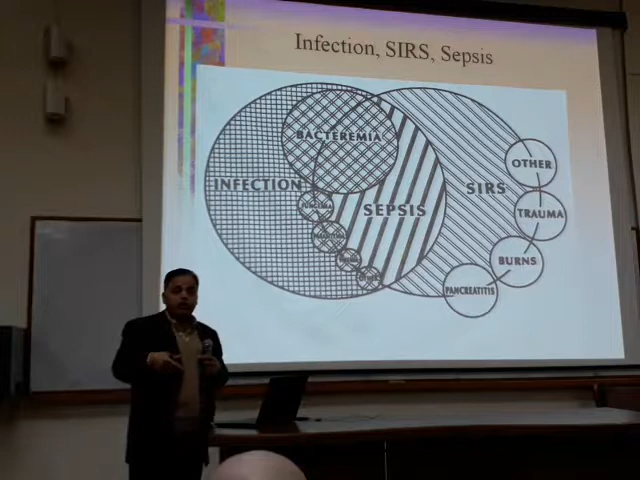 Infection, SIRS, Sepsis
BACTEREMIA
OTHER
INFECTION
SIRS
SEPSIS
TRAUMA
BURNS
PANCREATITIS